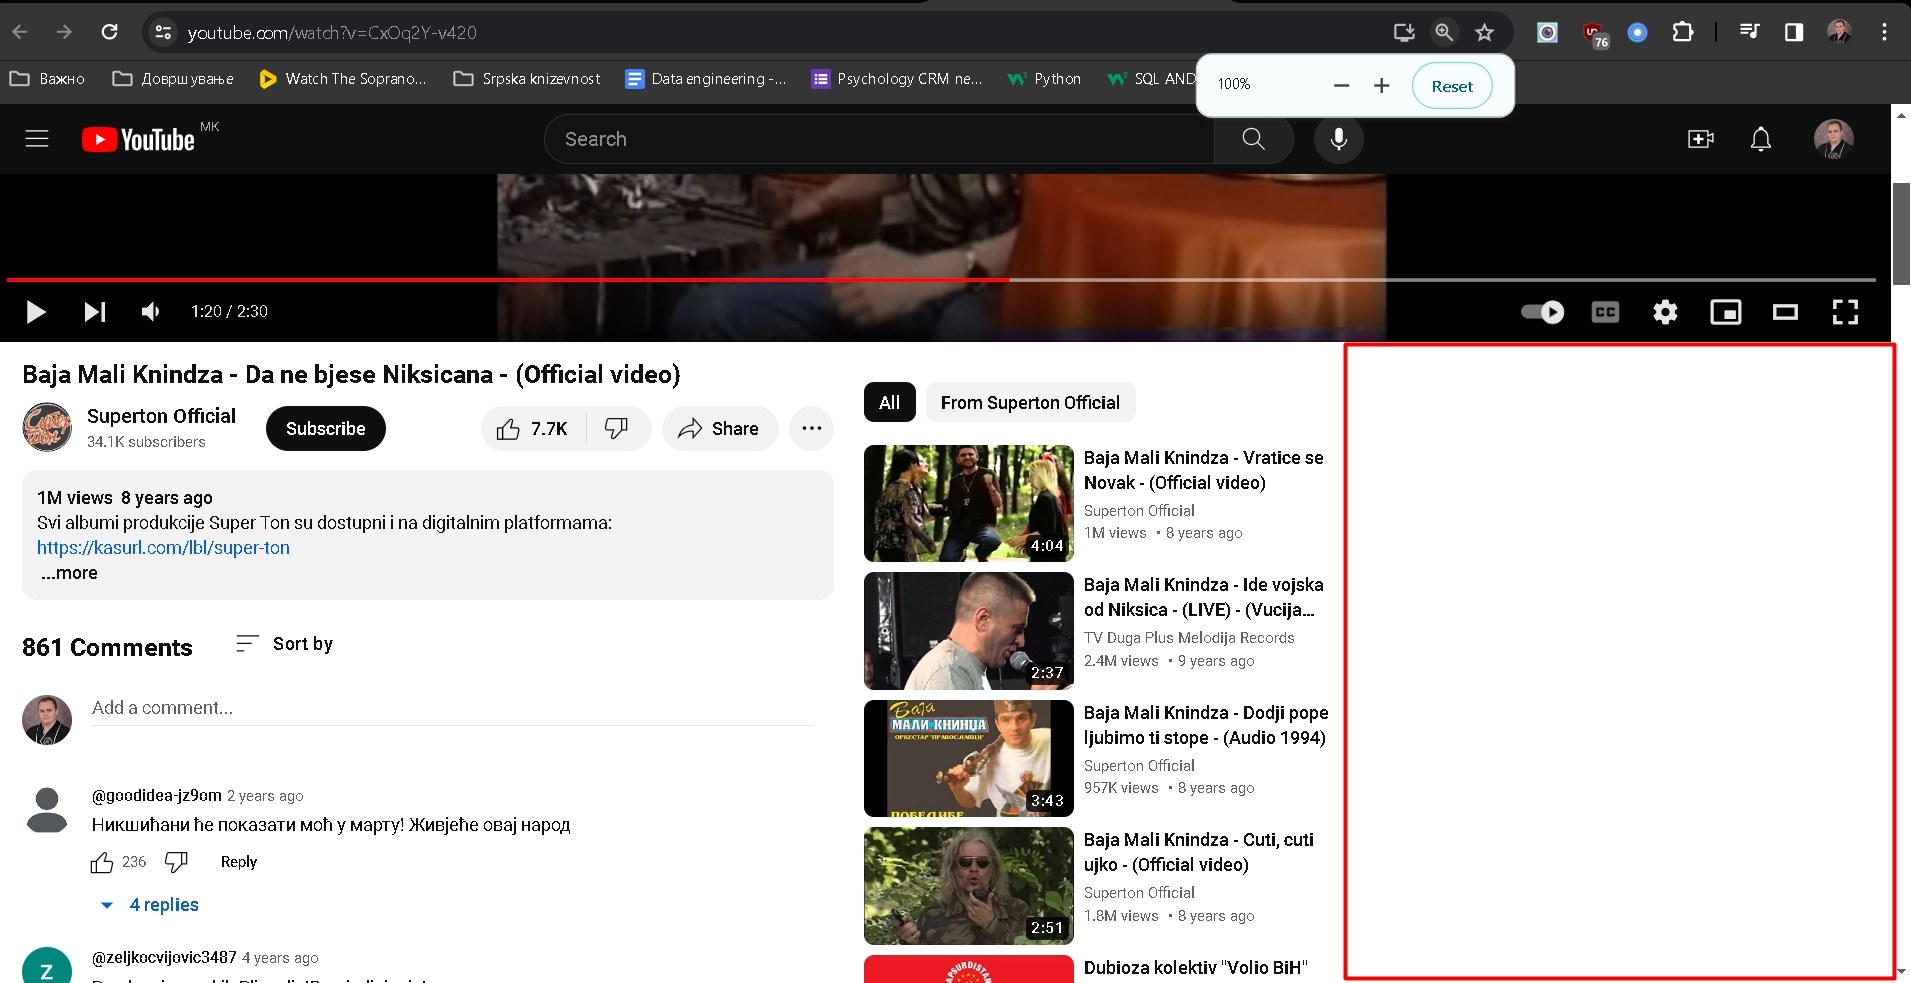 youtube.com/watch?v=CxOq2Y-v420
76
Важно
Довршување
Watch The Soprano...
Srpska knizevnost
Data engineering -...
Psychology CRM ne...
Python
SQL AND
100%
Reset
YouTube MK
Search
1:20 / 2:30
CC
Baja Mali Knindza - Da ne bjese Niksicana - (Official video)
Superton Official
34.1K subscribers
Subscribe
7.7K
Share
1M views 8 years ago
Svi albumi produkcije Super Ton su dostupni i na digitalnim platformama:
https://kasurl.com/lbl/super-ton
...more
861 Comments
Sort by
Add a comment...
@goodidea-jz9om 2 years ago
Никшићани ће показати моћ у марту! Живјеће овај народ
236
Reply
4 replies
Z
@zeljkocvijovic3487 4 years ago
All
From Superton Official
4:04
Baja Mali Knindza - Vratice se
Novak - (Official video)
Superton Official
1M views • 8 years ago
2:37
Baja Mali Knindza - Ide vojska
od Niksica - (LIVE) - (Vucija...
TV Duga Plus Melodija Records
2.4M views • 9 years ago
Баја
МАЛИ КНИНЏА
ОРКЕСТАР "ПРАВОСЛАВЦИ"
ПОБЕДИЋЕ
3:43
Baja Mali Knindza - Dodji pope
ljubimo ti stope - (Audio 1994)
Superton Official
957K views • 8 years ago
2:51
Baja Mali Knindza - Cuti, cuti
ujko - (Official video)
Superton Official
1.8M views • 8 years ago
Dubioza kolektiv "Volio BiH"